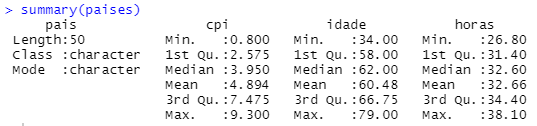 > summary(paises)
     pais                cpi             idade           horas
 Length:50          Min.   :0.800   Min.   :34.00   Min.   :26.80
 Class :character   1st Qu.:2.575   1st Qu.:58.00   1st Qu.:31.40
 Mode  :character   Median :3.950   Median :62.00   Median :32.60
                    Mean   :4.894   Mean   :60.48   Mean   :32.66
                    3rd Qu.:7.475   3rd Qu.:66.75   3rd Qu.:34.40
                    Max.   :9.300   Max.   :79.00   Max.   :38.10